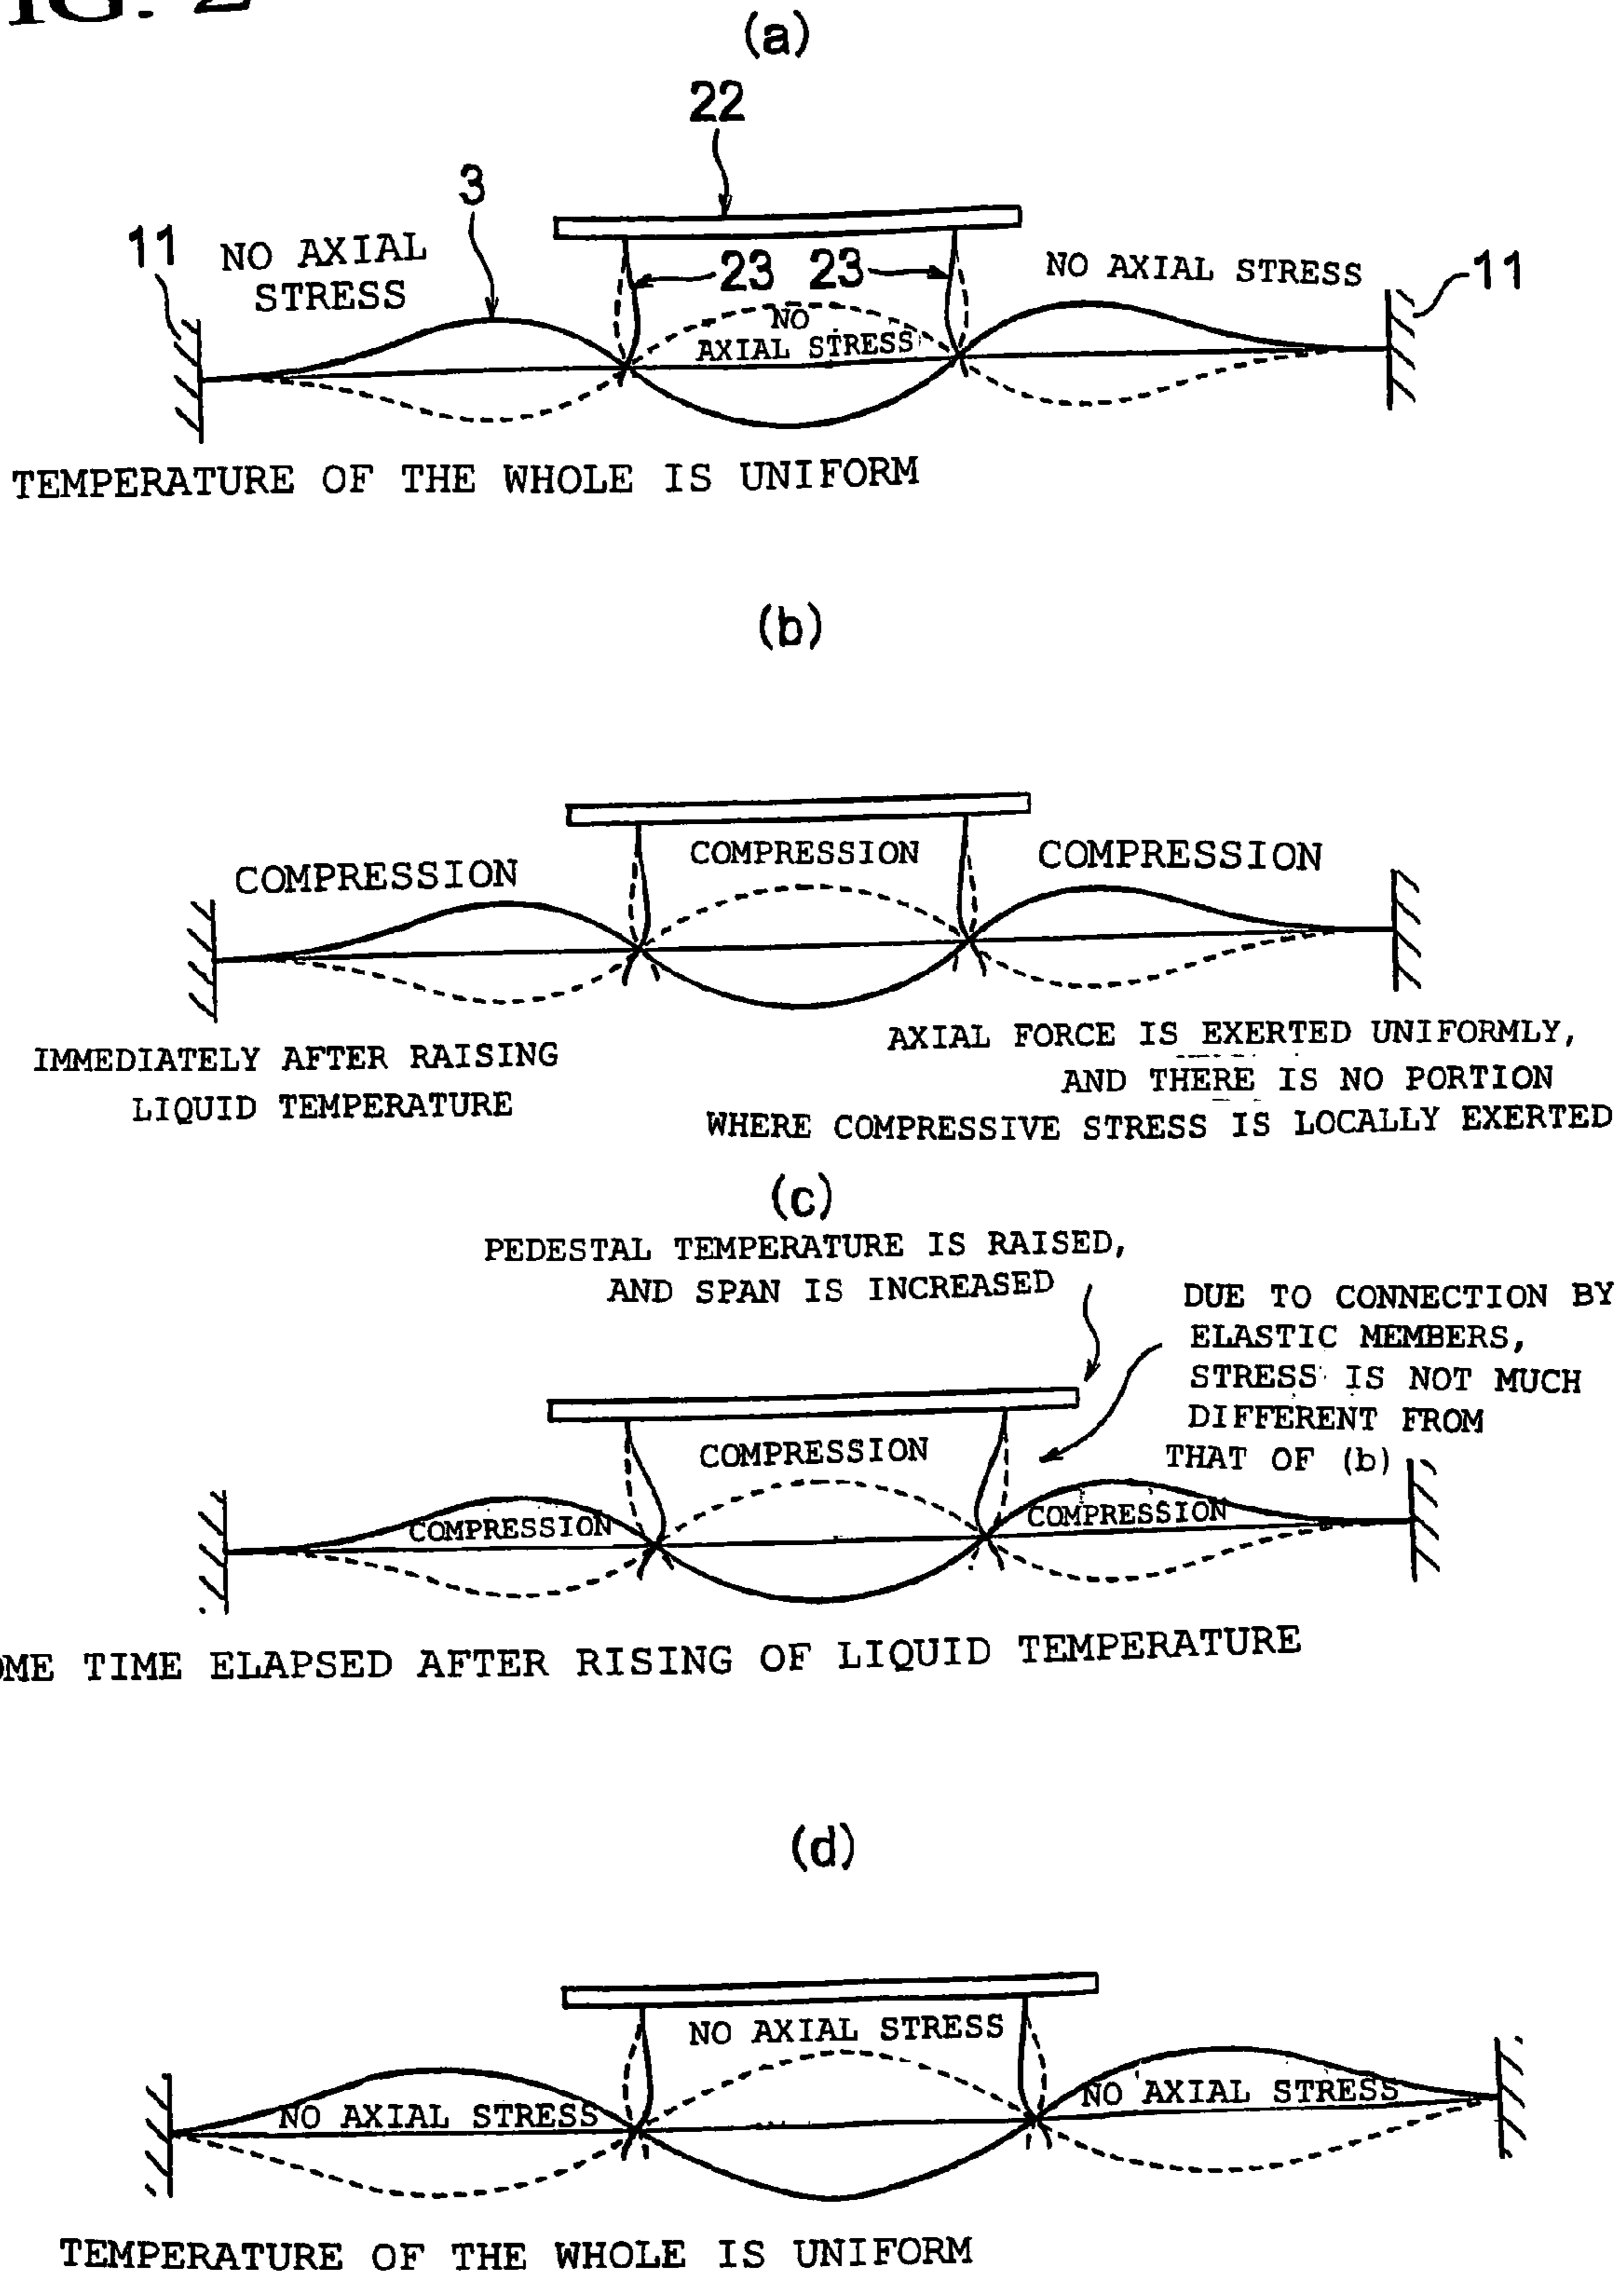 FIG. 2
(a)
22
3
11
NO AXIAL
STRESS
23
23
NO AXIAL STRESS
11
NO
AXIAL STRESS
TEMPERATURE OF THE WHOLE IS UNIFORM
(b)
COMPRESSION
COMPRESSION
COMPRESSION
IMMEDIATELY AFTER RAISING
LIQUID TEMPERATURE
AXIAL FORCE IS EXERTED UNIFORMLY,
AND THERE IS NO PORTION
WHERE COMPRESSIVE STRESS IS LOCALLY EXERTED
(c)
PEDESTAL TEMPERATURE IS RAISED,
AND SPAN IS INCREASED
DUE TO CONNECTION BY
ELASTIC MEMBERS,
STRESS IS NOT MUCH
DIFFERENT FROM
THAT OF (b)
COMPRESSION
COMPRESSION
COMPRESSION
OME TIME ELAPSED AFTER RISING OF LIQUID TEMPERATURE
(d)
NO AXIAL STRESS
NO AXIAL STRESS
NO AXIAL STRESS
TEMPERATURE OF THE WHOLE IS UNIFORM